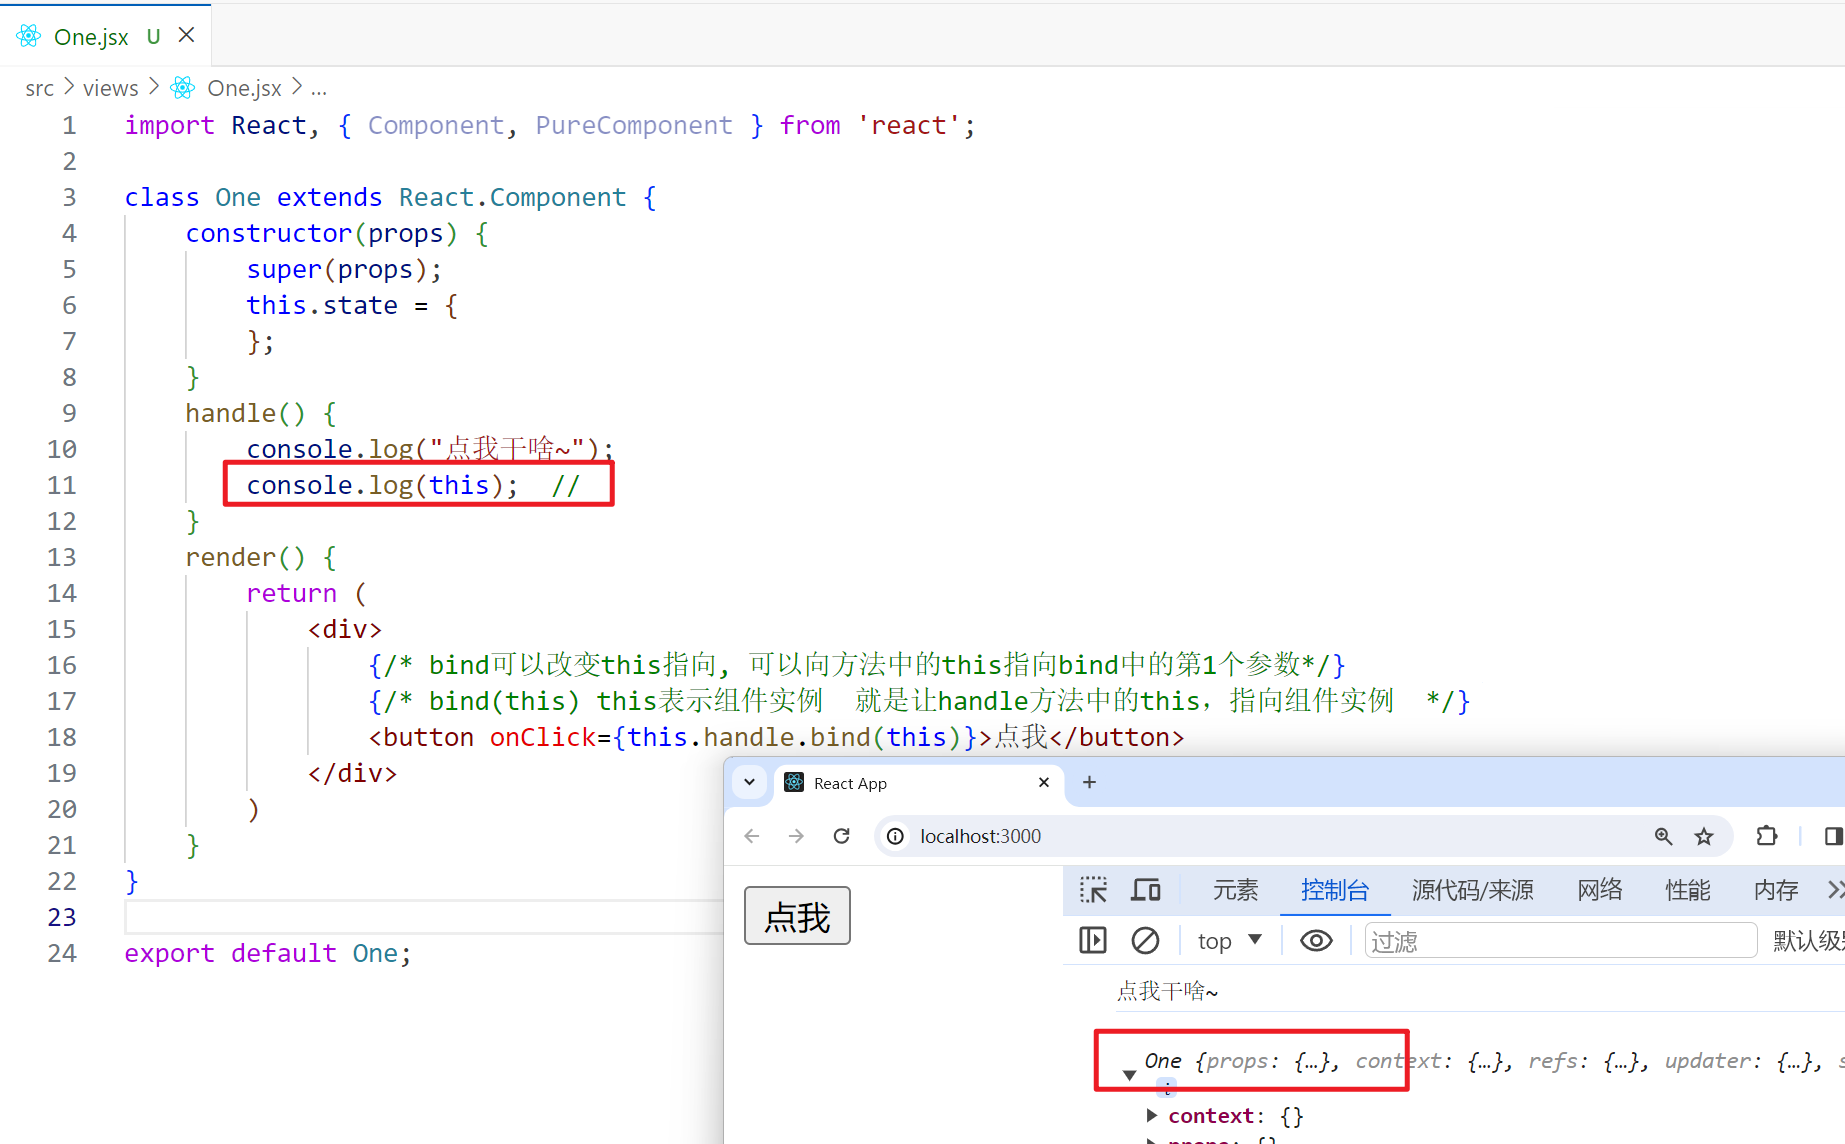 One.jsx U
src > views > One.jsx > ...
1 import React, { Component, PureComponent } from 'react';
2
3 class One extends React.Component {
4 constructor(props) {
5 super(props);
6 this.state = {
7 };
8 }
9 handle() {
10 console.log("点我干啥~");
11 console.log(this); //
12 }
13 render() {
14 return (
15 <div>
16 {/* bind可以改变this指向, 可以向方法中的this指向bind中的第1个参数*/}
17 {/* bind(this) this表示组件实例 就是让handle方法中的this，指向组件实例 */}
18 <button onClick={this.handle.bind(this)}>点我</button>
19 </div>
20 )
21 }
22 }
23
24 export default One;
React App
localhost:3000
点我
元素 控制台 源代码/来源 网络 性能 内存
top 过滤 默认级
点我干啥~
One {props: {…}, context: {…}, refs: {…}, updater: {…}, s
i
context: {}
props: {}